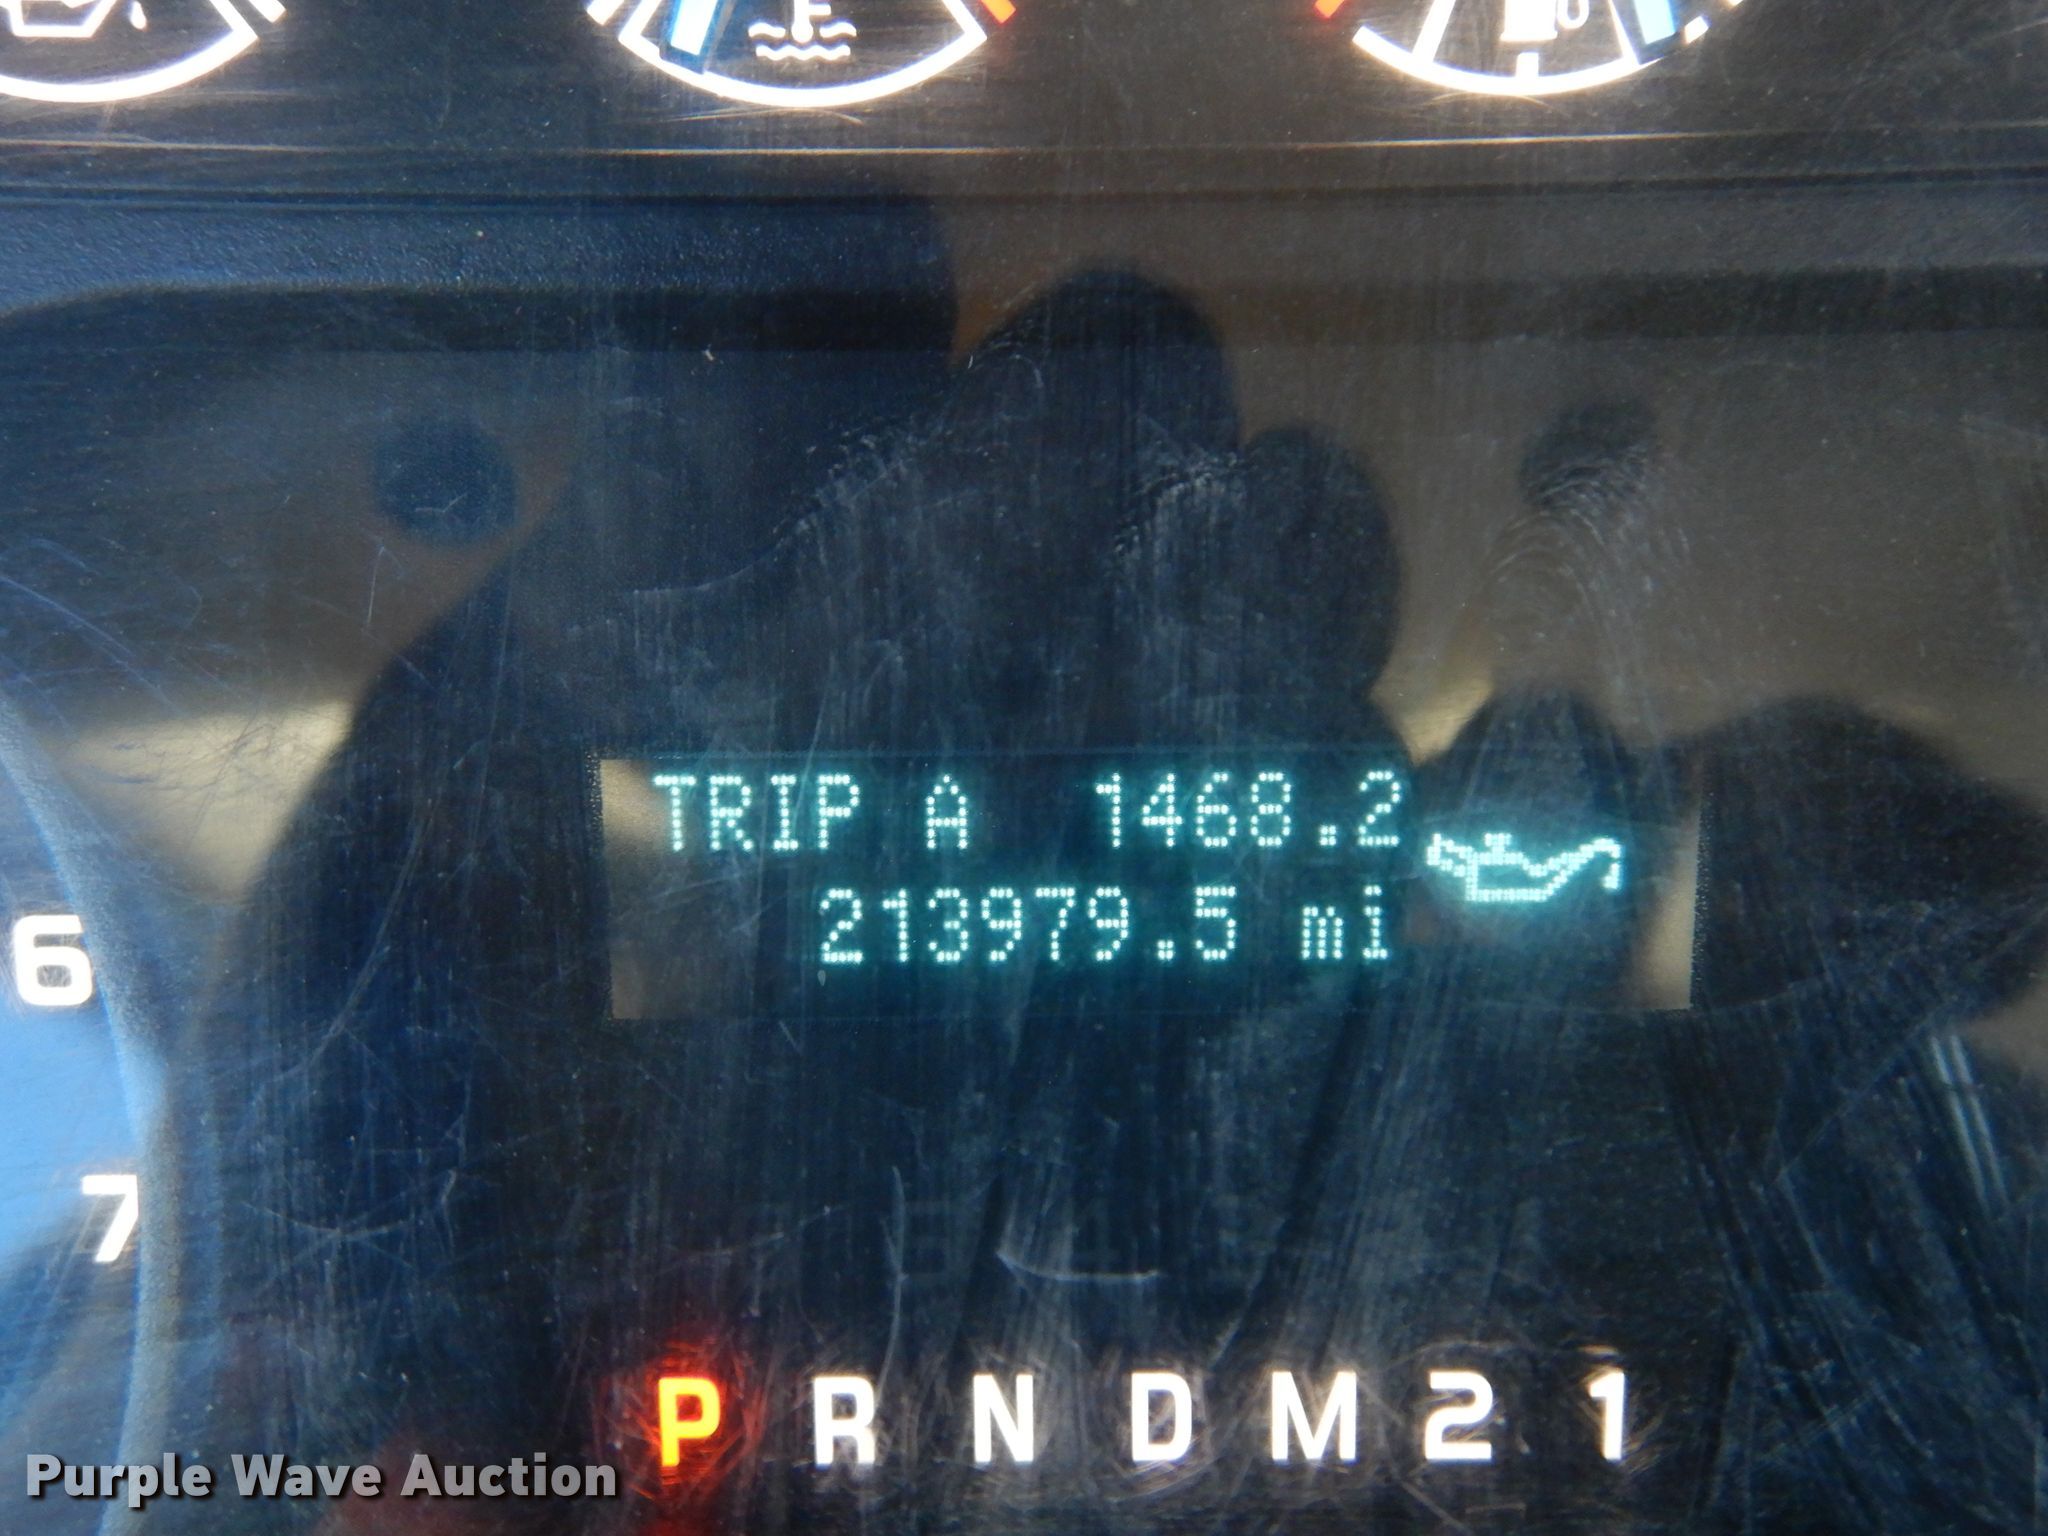 TRIP A 1468.2
213979.5 mi
6
7
P R N D M 2 1
Purple Wave Auction